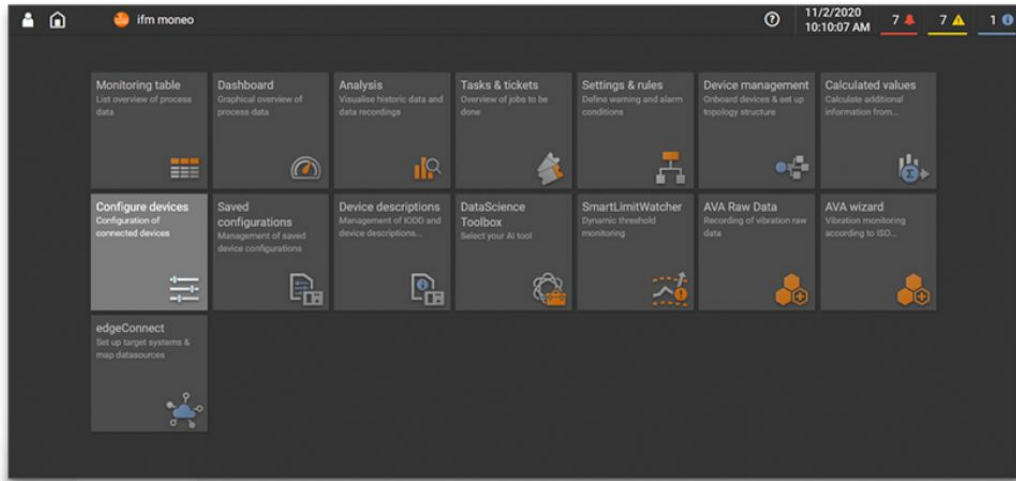 ifm moneo
11/2/2020
10:10:07 AM
7
7
1
Monitoring table
List overview of process
data
Dashboard
Graphical overview of
process data
Analysis
Visualise historic data and
data recordings
Tasks & tickets
Overview of jobs to be
done
Settings & rules
Define warning and alarm
conditions
Device management
Onboard devices & set up
topology structure
Calculated values
Calculate additional
information from...
Configure devices
Configuration of
connected devices
Saved
configurations
Management of saved
device configurations
Device descriptions
Management of IODD and
device descriptions...
DataScience
Toolbox
Select your AI tool
SmartLimitWatcher
Dynamic threshold
monitoring
AVA Raw Data
Recording of vibration raw
data
AVA wizard
Vibration monitoring
according to ISO...
edgeConnect
Set up target systems &
map datasources